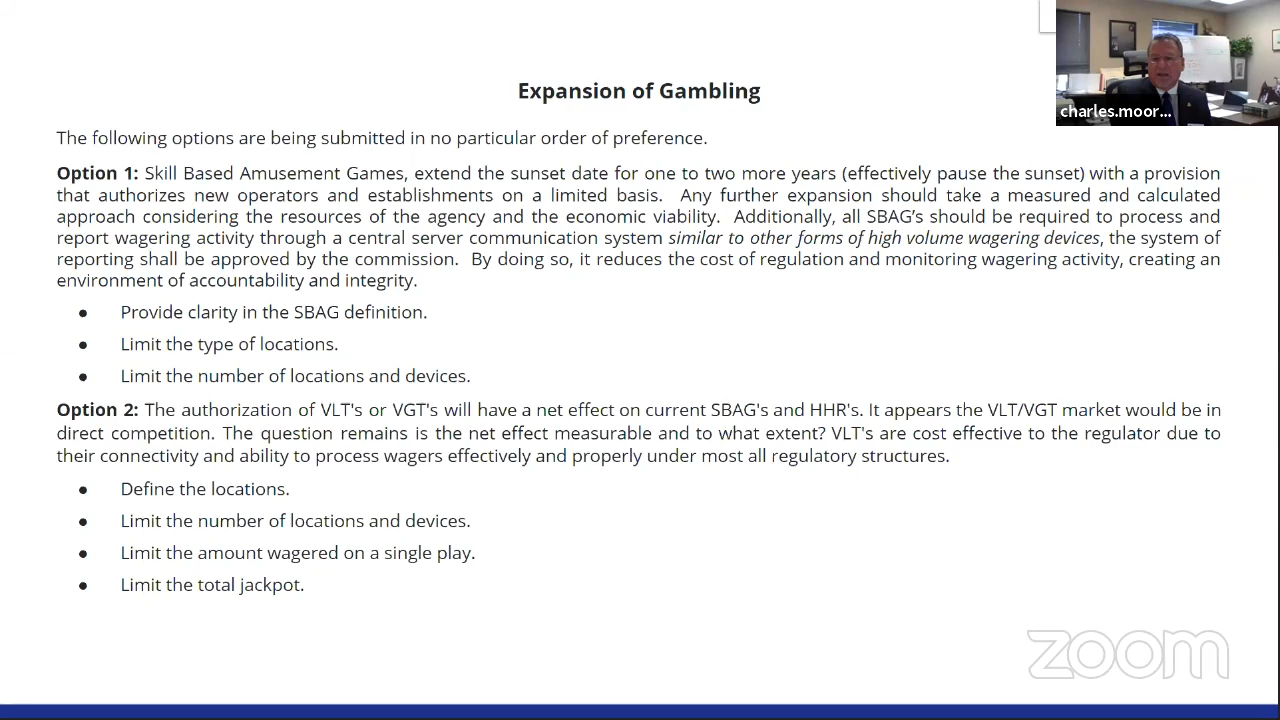 charles.moor...
Expansion of Gambling
The following options are being submitted in no particular order of preference.
Option 1: Skill Based Amusement Games, extend the sunset date for one to two more years (effectively pause the sunset) with a provision
that authorizes new operators and establishments on a limited basis. Any further expansion should take a measured and calculated
approach considering the resources of the agency and the economic viability. Additionally, all SBAG's should be required to process and
report wagering activity through a central server communication system similar to other forms of high volume wagering devices, the system of
reporting shall be approved by the commission. By doing so, it reduces the cost of regulation and monitoring wagering activity, creating an
environment of accountability and integrity.
● Provide clarity in the SBAG definition.
● Limit the type of locations.
● Limit the number of locations and devices.
Option 2: The authorization of VLT's or VGT's will have a net effect on current SBAG's and HHR's. It appears the VLT/VGT market would be in
direct competition. The question remains is the net effect measurable and to what extent? VLT's are cost effective to the regulator due to
their connectivity and ability to process wagers effectively and properly under most all regulatory structures.
● Define the locations.
● Limit the number of locations and devices.
● Limit the amount wagered on a single play.
● Limit the total jackpot.
zoom